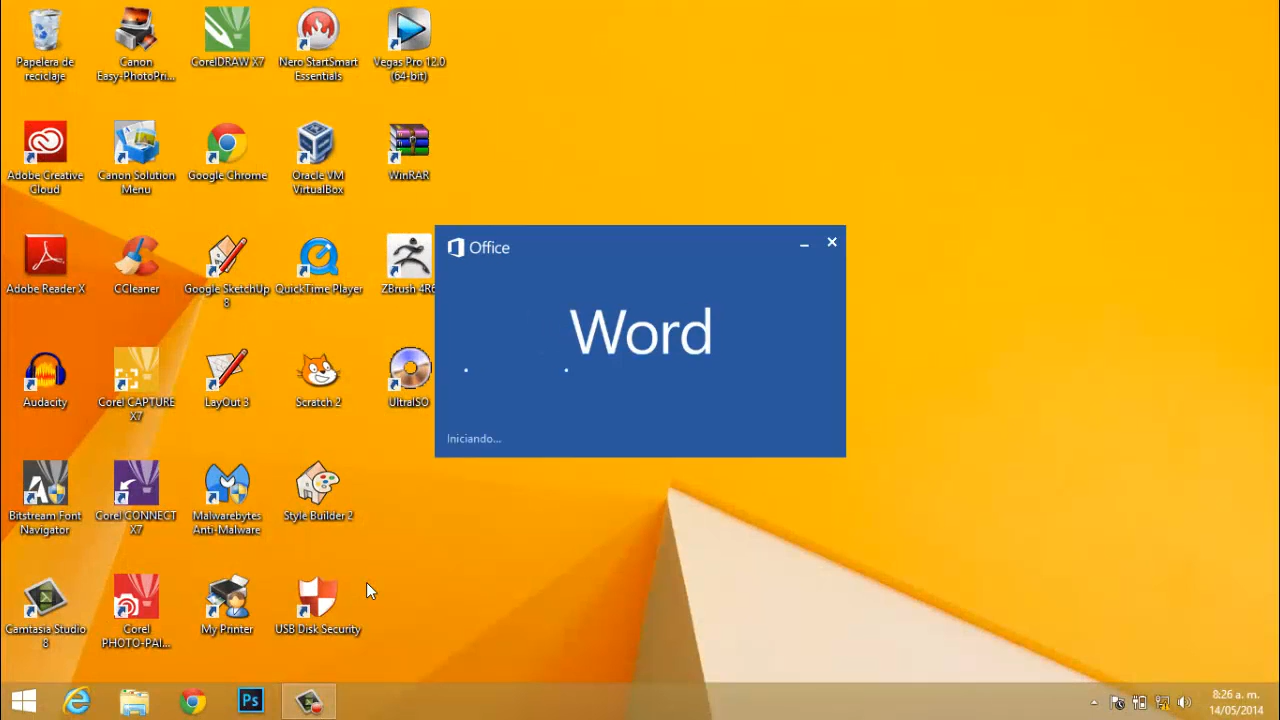 Papelera de
reciclaje
Canon
Easy-PhotoPri...
CorelDRAW X7
Nero StartSmart
Essentials
Vegas Pro 12.0
(64-bit)
Adobe Creative
Cloud
Canon Solution
Menu
Google Chrome
Oracle VM
VirtualBox
WinRAR
Adobe Reader X
CCleaner
Google SketchUp
8
QuickTime Player
ZBrush 4R6
Office
Word
Iniciando...
Audacity
Corel CAPTURE
X7
LayOut 3
Scratch 2
UltraISO
Bitstream Font
Navigator
Corel CONNECT
X7
Malwarebytes
Anti-Malware
Style Builder 2
Camtasia Studio
8
Corel
PHOTO-PAI...
My Printer
USB Disk Security
Ps
8:26 a. m.
14/05/2014